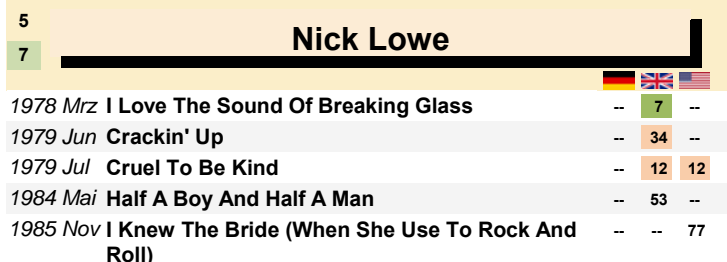 5
7
Nick Lowe
1978 Mrz I Love The Sound Of Breaking Glass -- 7 --
1979 Jun Crackin' Up -- 34 --
1979 Jul Cruel To Be Kind -- 12 12
1984 Mai Half A Boy And Half A Man -- 53 --
1985 Nov I Knew The Bride (When She Use To Rock And -- -- 77
Roll)